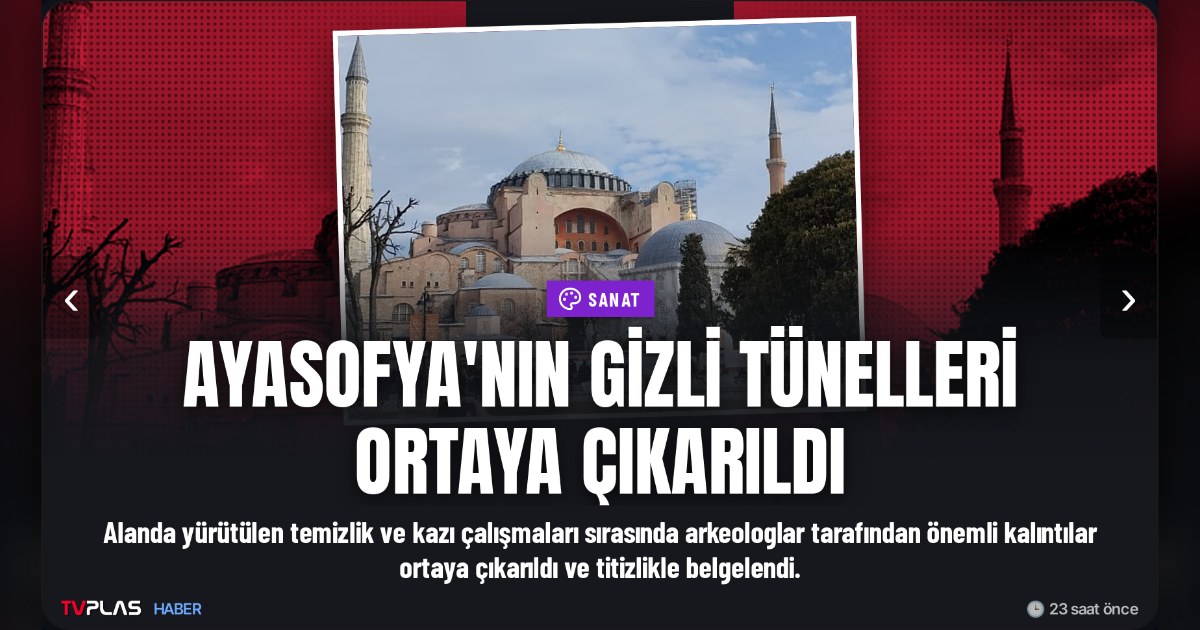 SANAT
AYASOFYA'NIN GİZLİ TÜNELLERİ
ORTAYA ÇIKARILDI
Alanda yürütülen temizlik ve kazı çalışmaları sırasında arkeologlar tarafından önemli kalıntılar
ortaya çıkarıldı ve titizlikle belgelendi.
TVPLAS HABER
23 saat önce